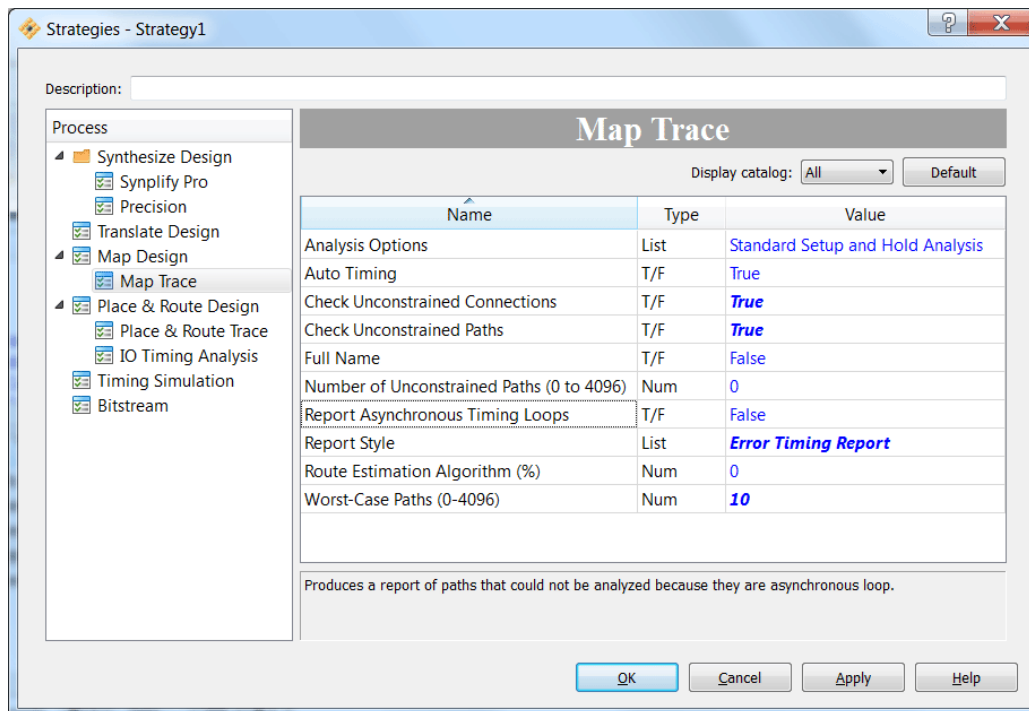 Strategies - Strategy1
?
X
Description:
Process
Synthesize Design
Synplify Pro
Precision
Translate Design
Map Design
Map Trace
Place & Route Design
Place & Route Trace
IO Timing Analysis
Timing Simulation
Bitstream
Map Trace
Display catalog: All Default
Name Type Value
Analysis Options List Standard Setup and Hold Analysis
Auto Timing T/F True
Check Unconstrained Connections T/F True
Check Unconstrained Paths T/F True
Full Name T/F False
Number of Unconstrained Paths (0 to 4096) Num 0
Report Asynchronous Timing Loops T/F False
Report Style List Error Timing Report
Route Estimation Algorithm (%) Num 0
Worst-Case Paths (0-4096) Num 10
Produces a report of paths that could not be analyzed because they are asynchronous loop.
OK Cancel Apply Help